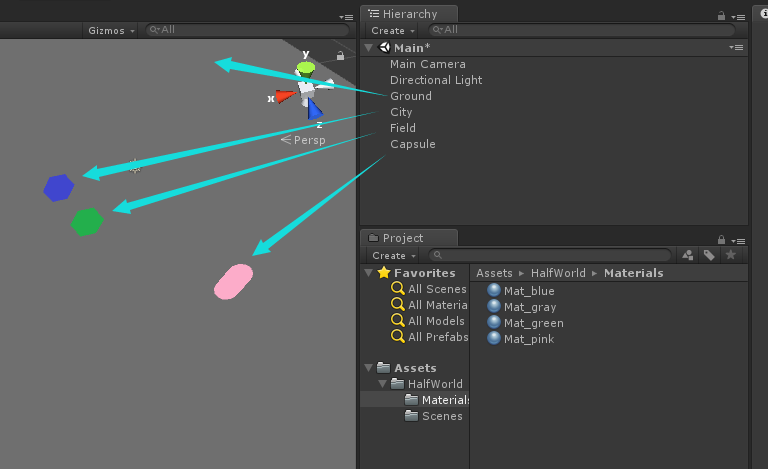 Gizmos
All
y
x
z
Persp
Hierarchy
Create
All
Main*
Main Camera
Directional Light
Ground
City
Field
Capsule
Project
Create
Favorites
All Scenes
All Materia
All Models
All Prefabs
Assets
HalfWorld
Materials
Scenes
Assets HalfWorld Materials
Mat_blue
Mat_gray
Mat_green
Mat_pink